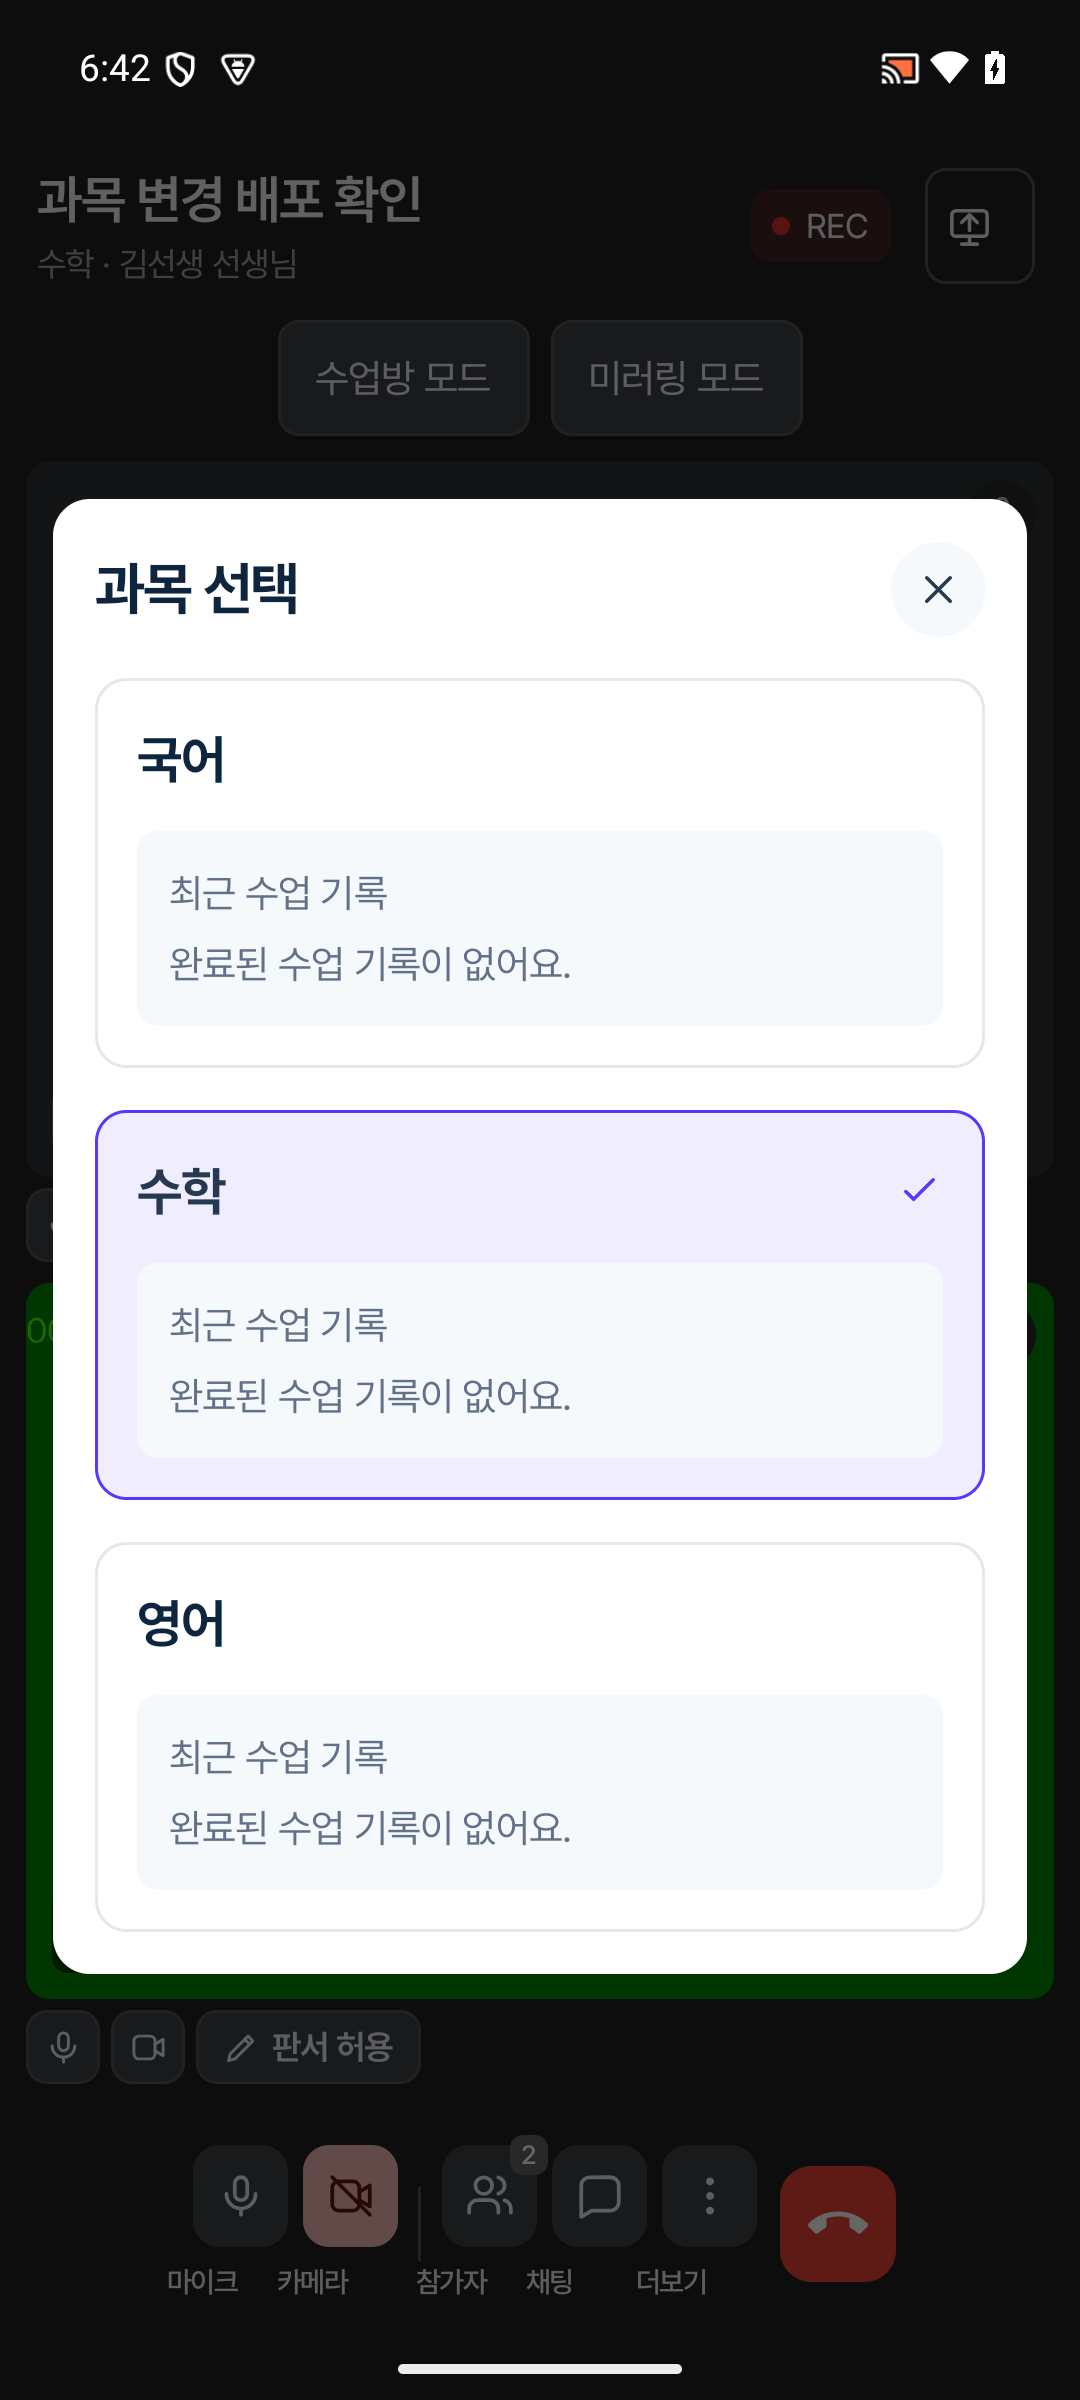 6:42
과목 변경 배포 확인
수학 · 김선생 선생님
REC
수업방 모드
미러링 모드
과목 선택
국어
최근 수업 기록
완료된 수업 기록이 없어요.
수학
최근 수업 기록
완료된 수업 기록이 없어요.
영어
최근 수업 기록
완료된 수업 기록이 없어요.
판서 허용
2
마이크
카메라
참가자
채팅
더보기